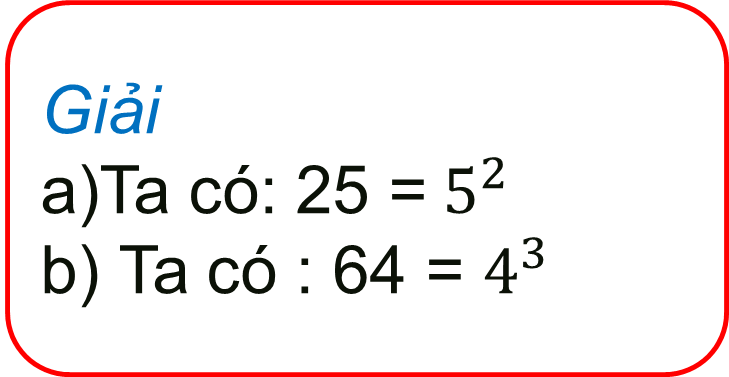 Giải
a)Ta có: 25 = 5²
b) Ta có : 64 = 4³